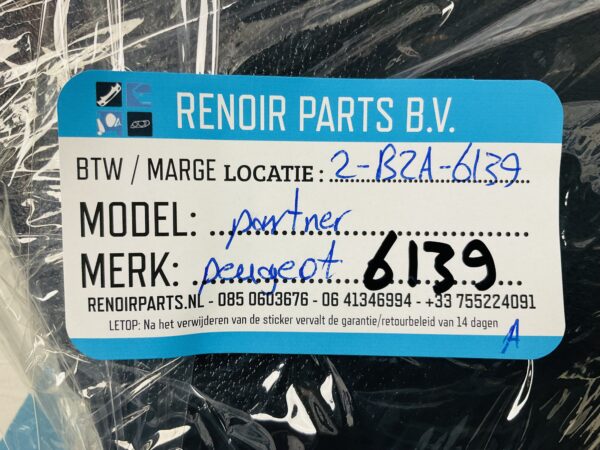 RENOIR PARTS B.V.
BTW / MARGE LOCATIE: 2-B2A-6139
MODEL: partner
MERK: peugeot 6139
RENOIRPARTS.NL - 085 0603676 - 06 41346994 - +33 755224091
LETOP: Na het verwijderen van de sticker vervalt de garantie/retourbeleid van 14 dagen
A